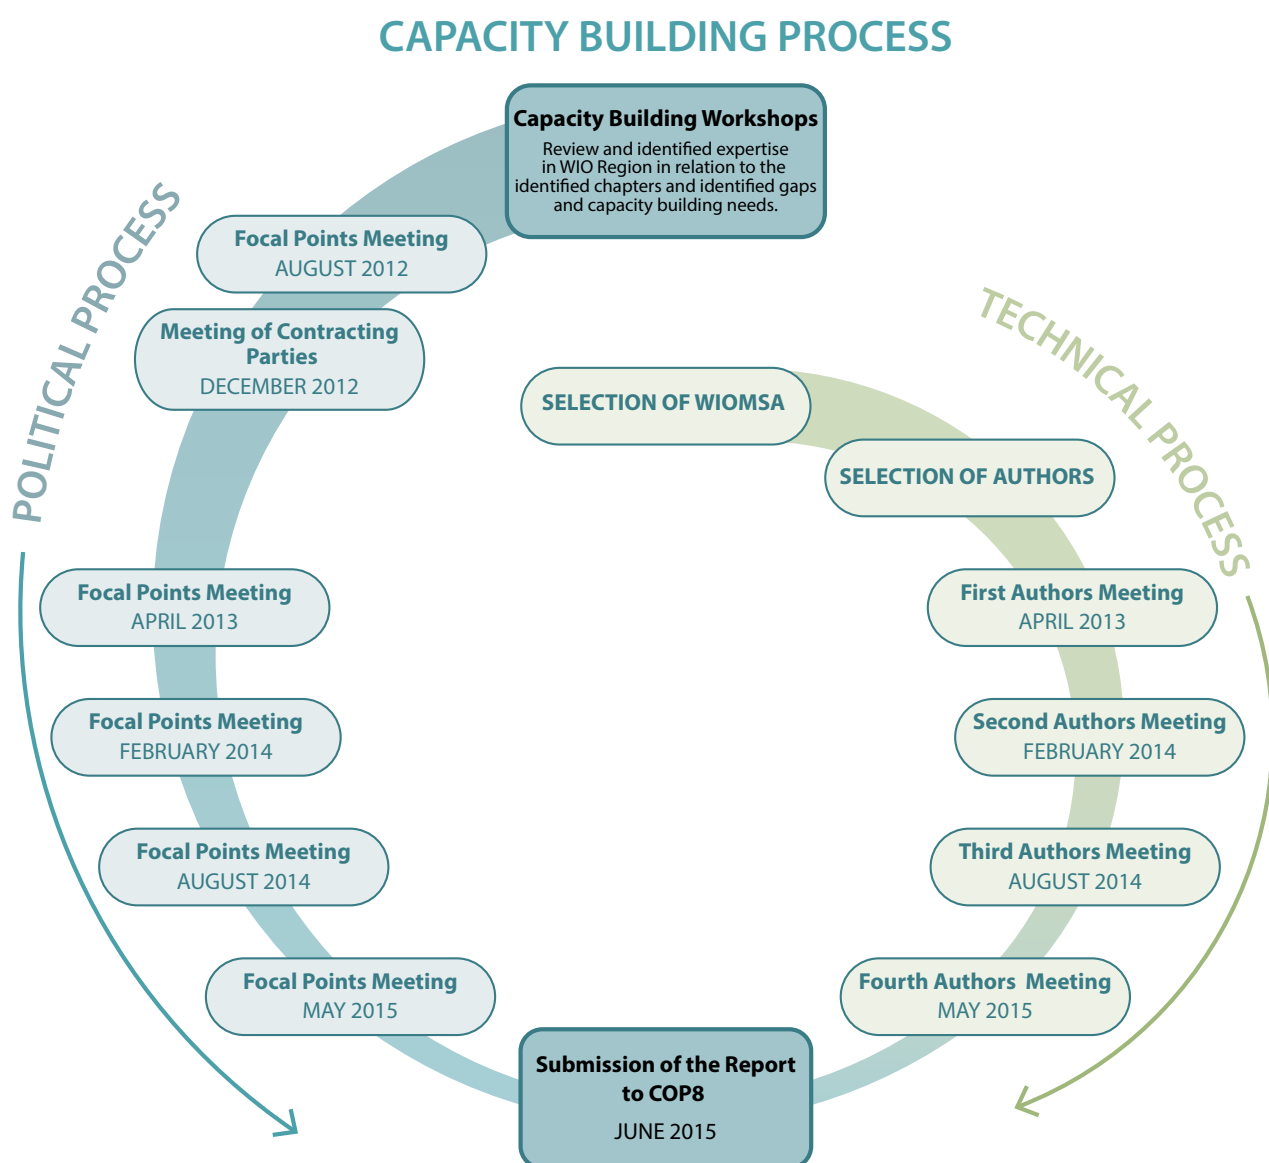 CAPACITY BUILDING PROCESS
Capacity Building Workshops
Review and identified expertise
in WIO Region in relation to the
identified chapters and identified gaps
and capacity building needs.
POLITICAL PROCESS
Focal Points Meeting
AUGUST 2012
Meeting of Contracting
Parties
DECEMBER 2012
Focal Points Meeting
APRIL 2013
Focal Points Meeting
FEBRUARY 2014
Focal Points Meeting
AUGUST 2014
Focal Points Meeting
MAY 2015
TECHNICAL PROCESS
SELECTION OF WIOMSA
SELECTION OF AUTHORS
First Authors Meeting
APRIL 2013
Second Authors Meeting
FEBRUARY 2014
Third Authors Meeting
AUGUST 2014
Fourth Authors Meeting
MAY 2015
Submission of the Report
to COP8
JUNE 2015